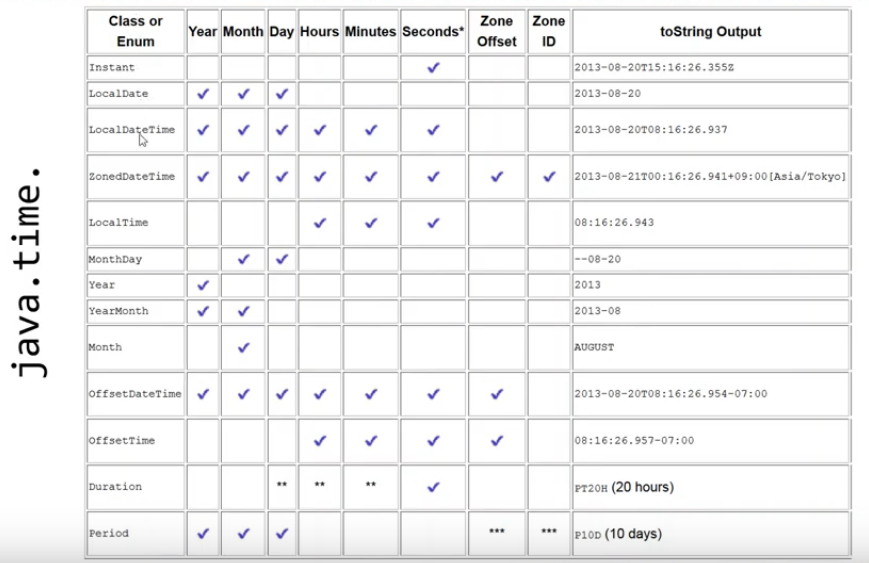 java.time.
Class or Enum Year Month Day Hours Minutes Seconds* Zone Offset Zone ID toString Output
Instant ✔ 2013-08-20T15:16:26.355Z
LocalDate ✔ ✔ ✔ 2013-08-20
LocalDateTime ✔ ✔ ✔ ✔ ✔ ✔ 2013-08-20T08:16:26.937
ZonedDateTime ✔ ✔ ✔ ✔ ✔ ✔ ✔ ✔ 2013-08-21T00:16:26.941+09:00[Asia/Tokyo]
LocalTime ✔ ✔ ✔ 08:16:26.943
MonthDay ✔ ✔ --08-20
Year ✔ 2013
YearMonth ✔ ✔ 2013-08
Month ✔ AUGUST
OffsetDateTime ✔ ✔ ✔ ✔ ✔ ✔ ✔ 2013-08-20T08:16:26.954-07:00
OffsetTime ✔ ✔ ✔ ✔ 08:16:26.957-07:00
Duration ** ** ** ✔ PT20H (20 hours)
Period ✔ ✔ ✔ *** *** P10D (10 days)